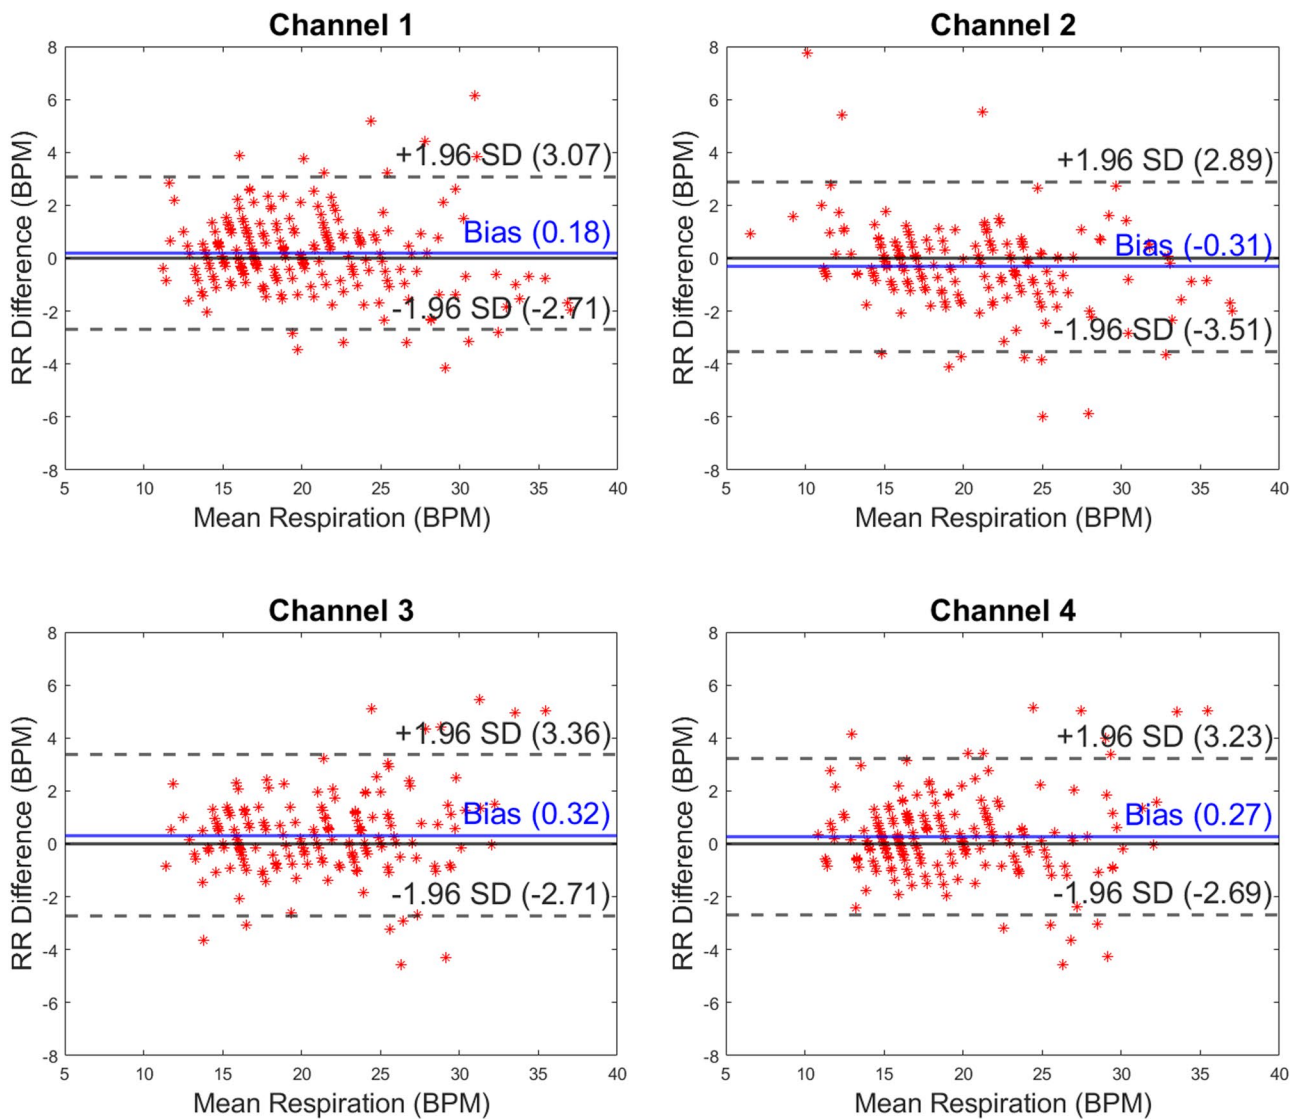 Channel 1
8
6
4
2
0
-2
-4
-6
-8
RR Difference (BPM)
+1.96 SD (3.07)
Bias (0.18)
-1.96 SD (-2.71)
5 10 15 20 25 30 35 40
Mean Respiration (BPM)
Channel 2
8
6
4
2
0
-2
-4
-6
-8
RR Difference (BPM)
+1.96 SD (2.89)
Bias (-0.31)
-1.96 SD (-3.51)
5 10 15 20 25 30 35 40
Mean Respiration (BPM)
Channel 3
8
6
4
2
0
-2
-4
-6
-8
RR Difference (BPM)
+1.96 SD (3.36)
Bias (0.32)
-1.96 SD (-2.71)
5 10 15 20 25 30 35 40
Mean Respiration (BPM)
Channel 4
8
6
4
2
0
-2
-4
-6
-8
RR Difference (BPM)
+1.96 SD (3.23)
Bias (0.27)
-1.96 SD (-2.69)
5 10 15 20 25 30 35 40
Mean Respiration (BPM)